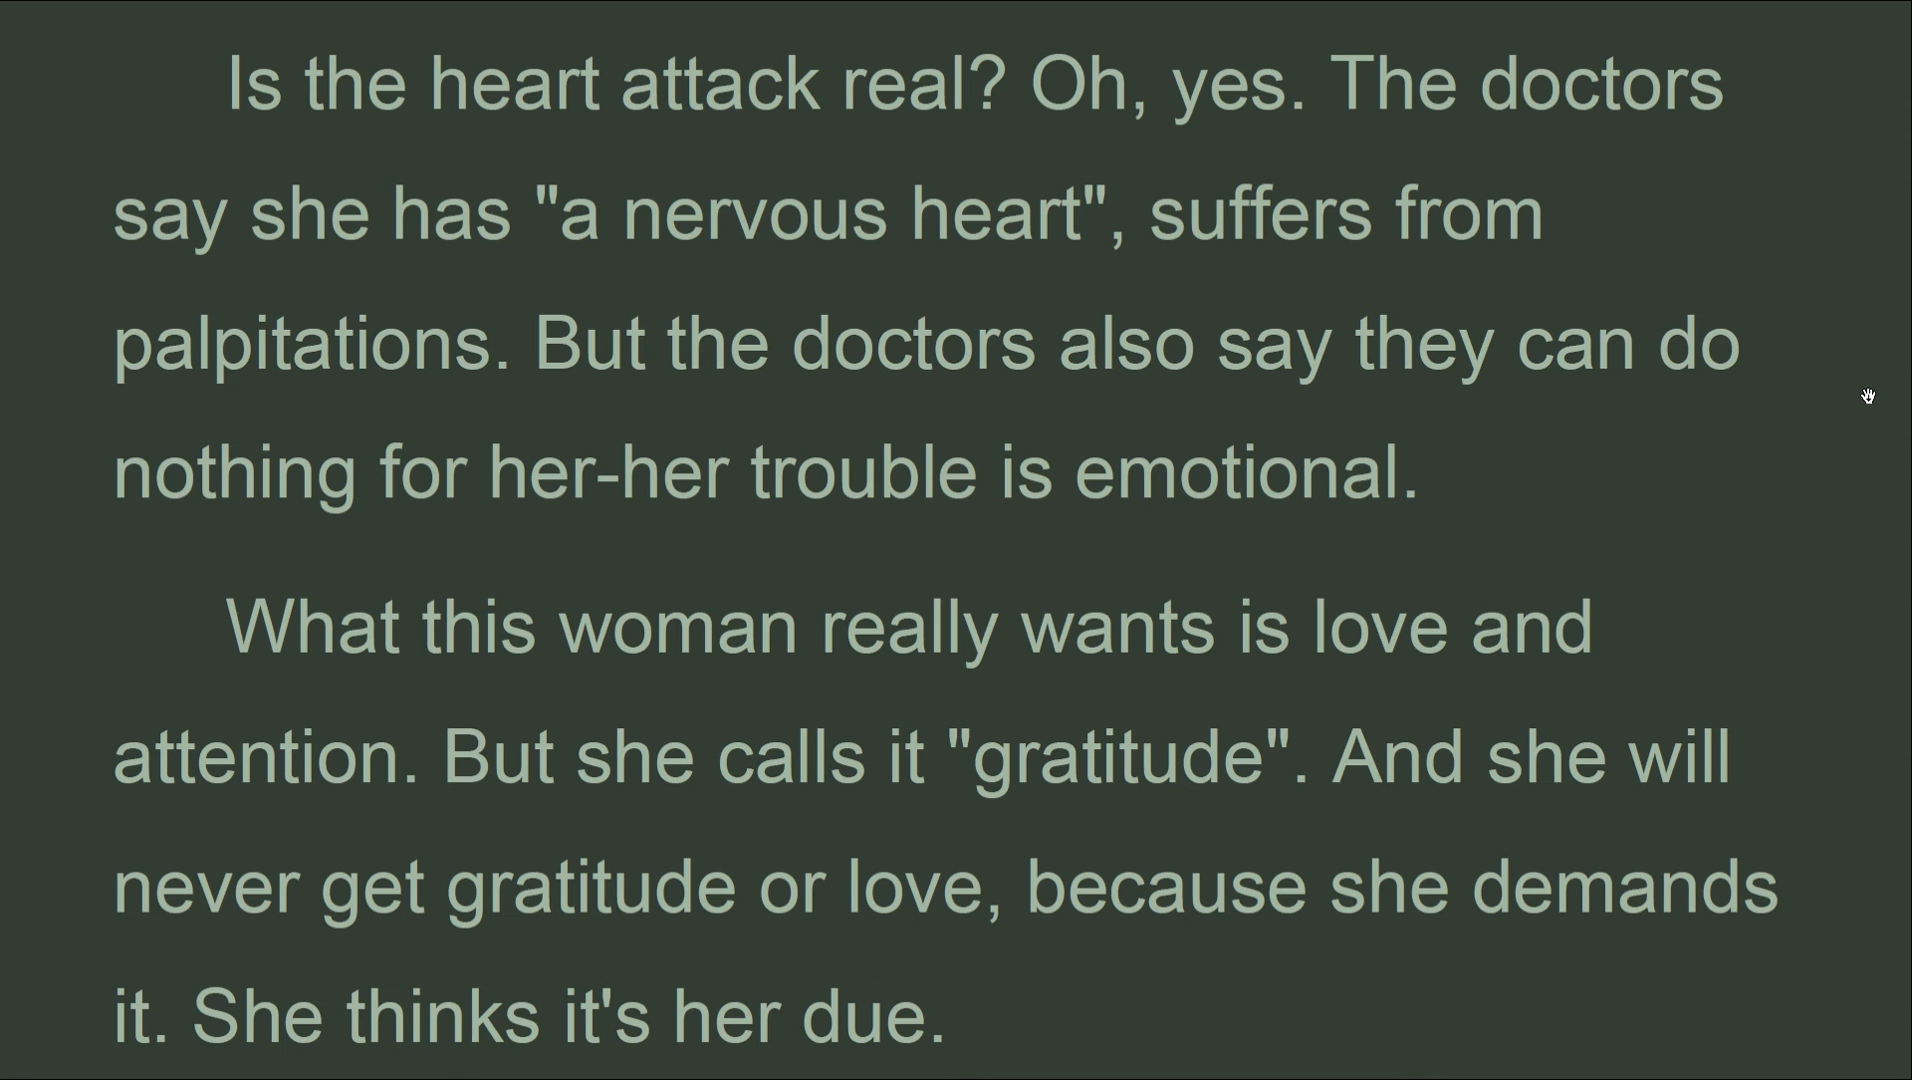 Is the heart attack real? Oh, yes. The doctors
say she has "a nervous heart", suffers from
palpitations. But the doctors also say they can do
nothing for her-her trouble is emotional.
What this woman really wants is love and
attention. But she calls it "gratitude". And she will
never get gratitude or love, because she demands
it. She thinks it's her due.